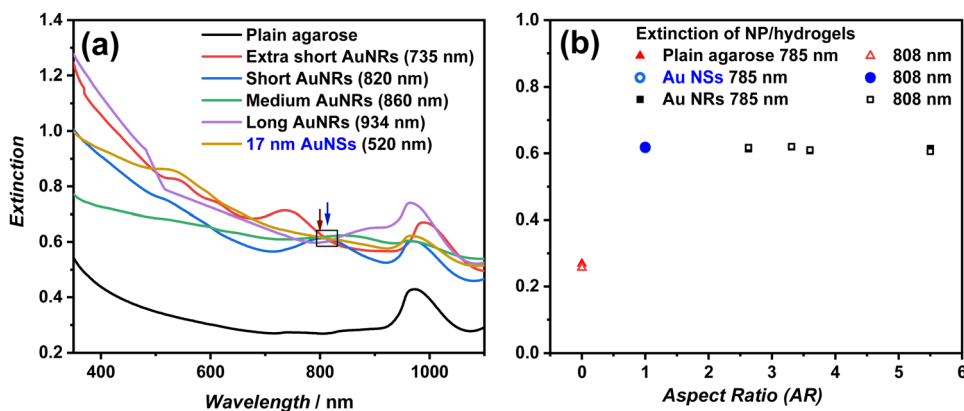 (a)
Plain agarose
Extra short AuNRs (735 nm)
Short AuNRs (820 nm)
Medium AuNRs (860 nm)
Long AuNRs (934 nm)
17 nm AuNSs (520 nm)
Extinction
1.4
1.2
1.0
0.8
0.6
0.4
0.2
400 600 800 1000
Wavelength / nm
(b)
Extinction of NP/hydrogels
Plain agarose 785 nm 808 nm
Au NSs 785 nm 808 nm
Au NRs 785 nm 808 nm
1.0
0.8
0.6
0.4
0.2
0.0
0 1 2 3 4 5 6
Aspect Ratio (AR)